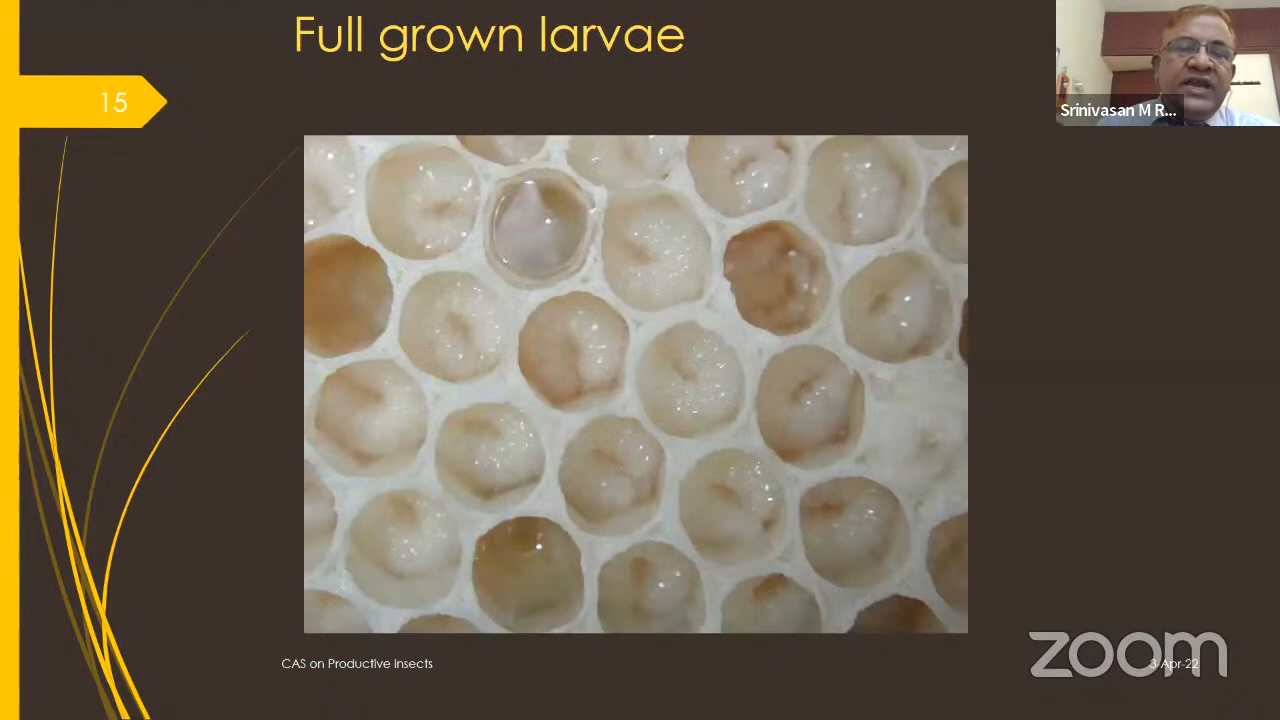 Full grown larvae
15
Srinivasan M R...
CAS on Productive insects
zoom
3-Apr-22